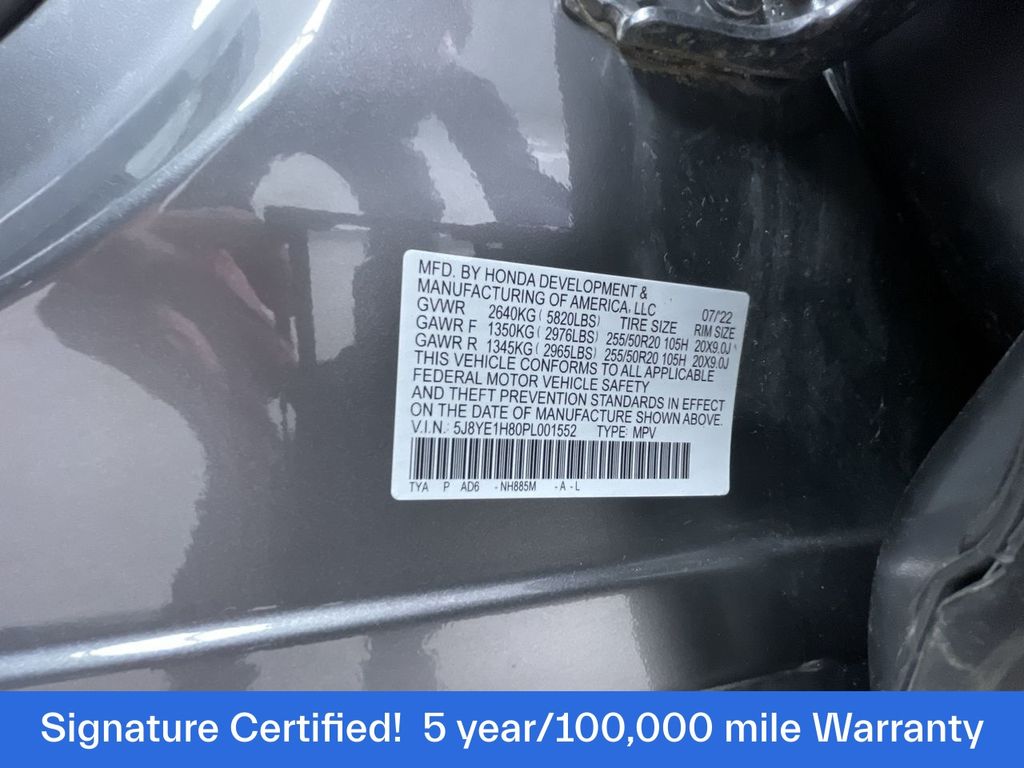 MFD. BY HONDA DEVELOPMENT &
MANUFACTURING OF AMERICA, LLC 07/'22
GVWR 2640KG ( 5820LBS) TIRE SIZE RIM SIZE
GAWR F 1350KG ( 2976LBS) 255/50R20 105H 20X9.0J
GAWR R 1345KG ( 2965LBS) 255/50R20 105H 20X9.0J
THIS VEHICLE CONFORMS TO ALL APPLICABLE
FEDERAL MOTOR VEHICLE SAFETY
AND THEFT PREVENTION STANDARDS IN EFFECT
ON THE DATE OF MANUFACTURE SHOWN ABOVE.
V.I.N.: 5J8YE1H80PL001552 TYPE: MPV
TYA P AD6 - NH885M - A - L
Signature Certified! 5 year/100,000 mile Warranty